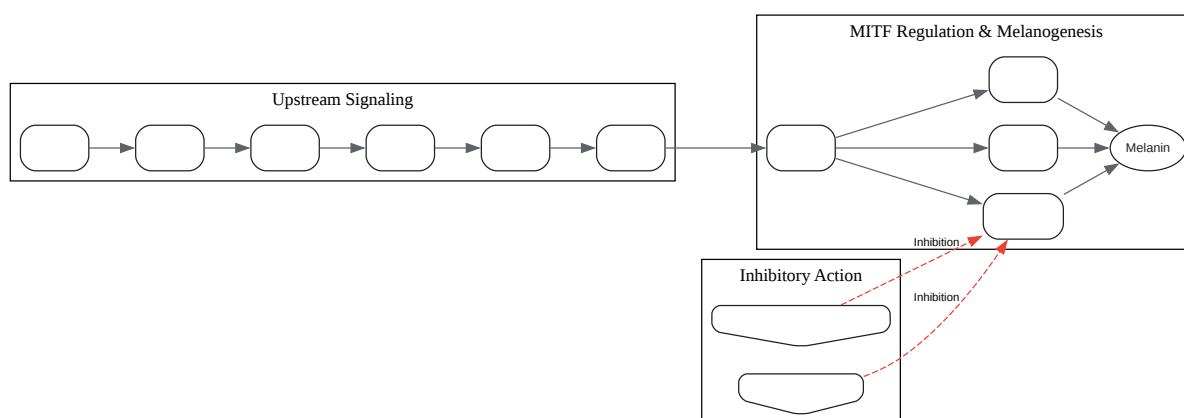 MITF Regulation & Melanogenesis
Upstream Signaling
Melanin
Inhibition
Inhibitory Action
Inhibition